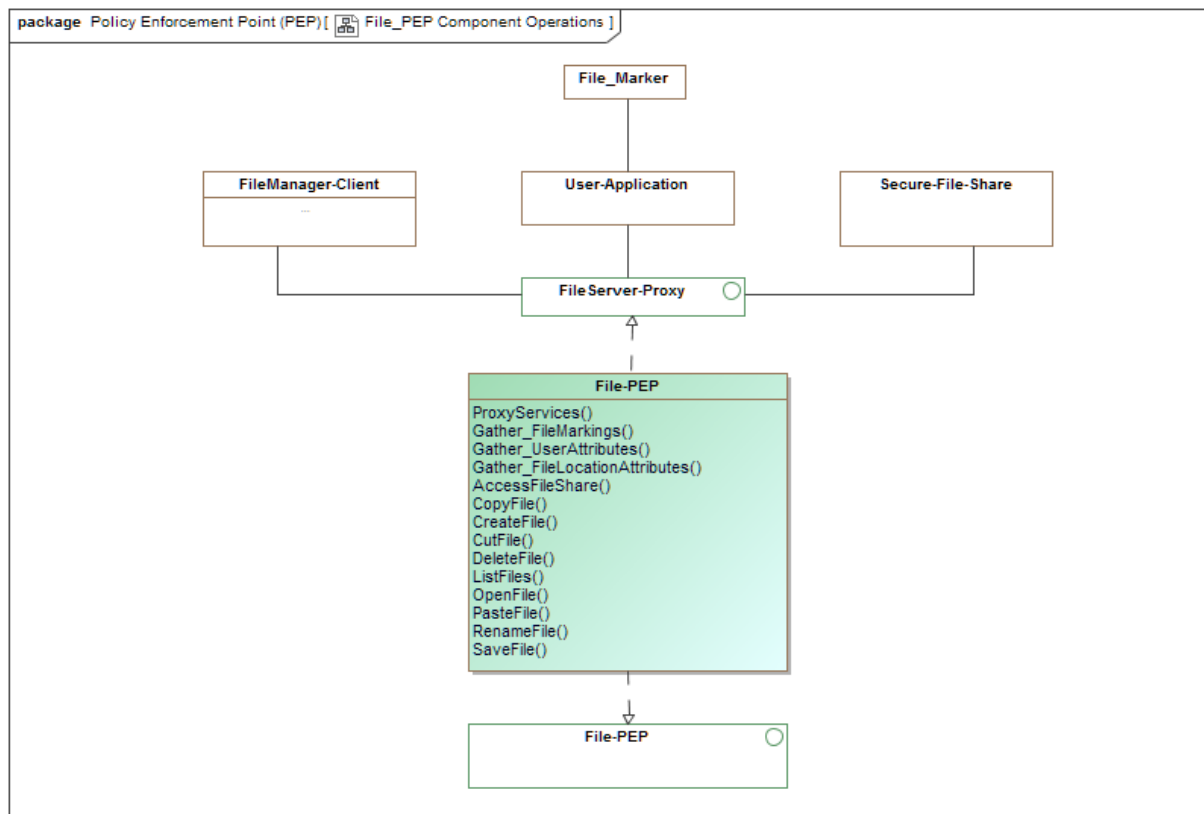 package Policy Enforcement Point (PEP) [ File_PEP Component Operations ]
File_Marker
FileManager-Client
...
User-Application
Secure-File-Share
FileServer-Proxy
File-PEP
ProxyServices()
Gather_FileMarkings()
Gather_UserAttributes()
Gather_FileLocationAttributes()
AccessFileShare()
CopyFile()
CreateFile()
CutFile()
DeleteFile()
ListFiles()
OpenFile()
PasteFile()
RenameFile()
SaveFile()
File-PEP